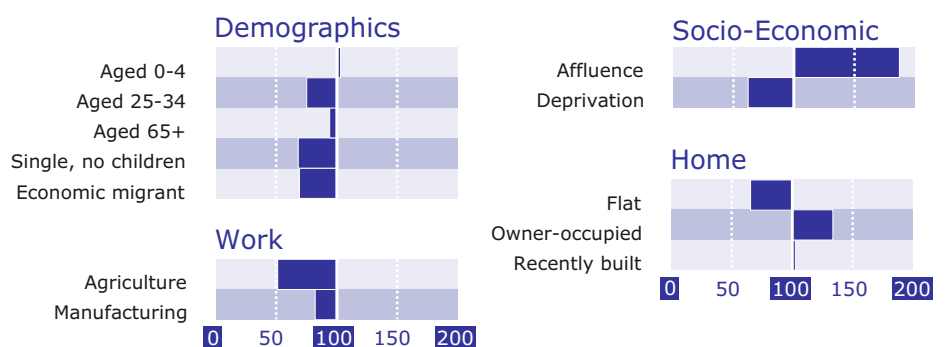 Demographics
Aged 0-4
Aged 25-34
Aged 65+
Single, no children
Economic migrant
Work
Agriculture
Manufacturing
0 50 100 150 200
Socio-Economic
Affluence
Deprivation
Home
Flat
Owner-occupied
Recently built
0 50 100 150 200